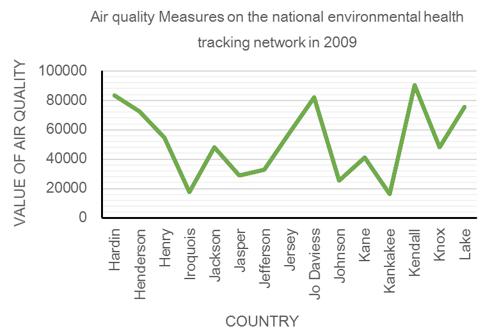 Air quality Measures on the national environmental health
tracking network in 2009
VALUE OF AIR QUALITY
100000
80000
60000
40000
20000
0
Hardin
Henderson
Henry
Iroquois
Jackson
Jasper
Jefferson
Jersey
Jo Daviess
Johnson
Kane
Kankakee
Kendall
Knox
Lake
COUNTRY